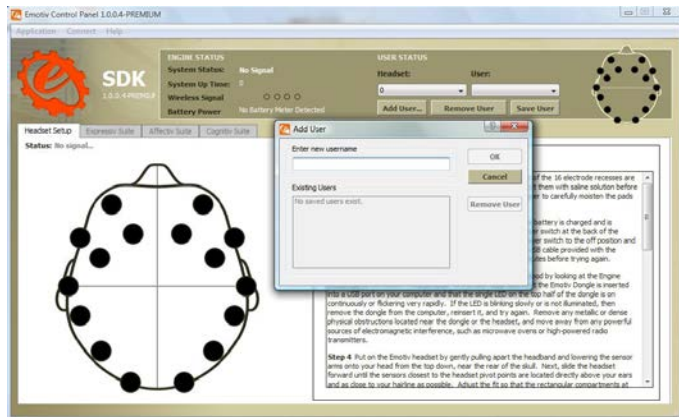 Emotiv Control Panel 1.0.0.4-PREMIUM
Application Connect Help
SDK
1.0.0.4-PREMIUM
ENGINE STATUS
System Status: No Signal
System Up Time: 0
Wireless Signal
Battery Power No Battery Meter Detected
USER STATUS
Headset: User:
0
Add User... Remove User Save User
Headset Setup Expressiv Suite Affectiv Suite Cognitiv Suite
Status: No signal...
Add User
Enter new username
OK
Cancel
Existing Users
No saved users exist.
Remove User
of the 16 electrode recesses are
t them with saline solution before
er to carefully moisten the pads
battery is charged and is
er switch at the back of the
wer switch to the off position and
SB cable provided with the
utes before trying again.
ood by looking at the Engine
t the Emotiv Dongle is inserted
into a USB port on your computer and that the single LED on the top half of the dongle is on
continuously or flickering very rapidly. If the LED is blinking slowly or is not illuminated, then
remove the dongle from the computer, reinsert it, and try again. Remove any metallic or dense
physical obstructions located near the dongle or the headset, and move away from any powerful
sources of electromagnetic interference, such as microwave ovens or high-powered radio
transmitters.
Step 4 Put on the Emotiv headset by gently pulling apart the headband and lowering the sensor
arms onto your head from the top down, near the rear of the skull. Next, slide the headset
forward until the sensors closest to the headset pivot points are located directly above your ears
and as close to your hairline as possible. Adjust the fit so that the rectangular compartments at